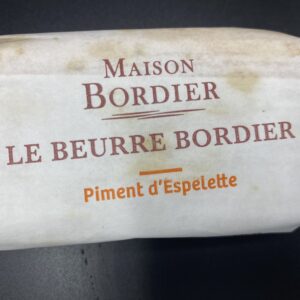 MAISON
BORDIER
LE BEURRE BORDIER
Piment d'Espelette